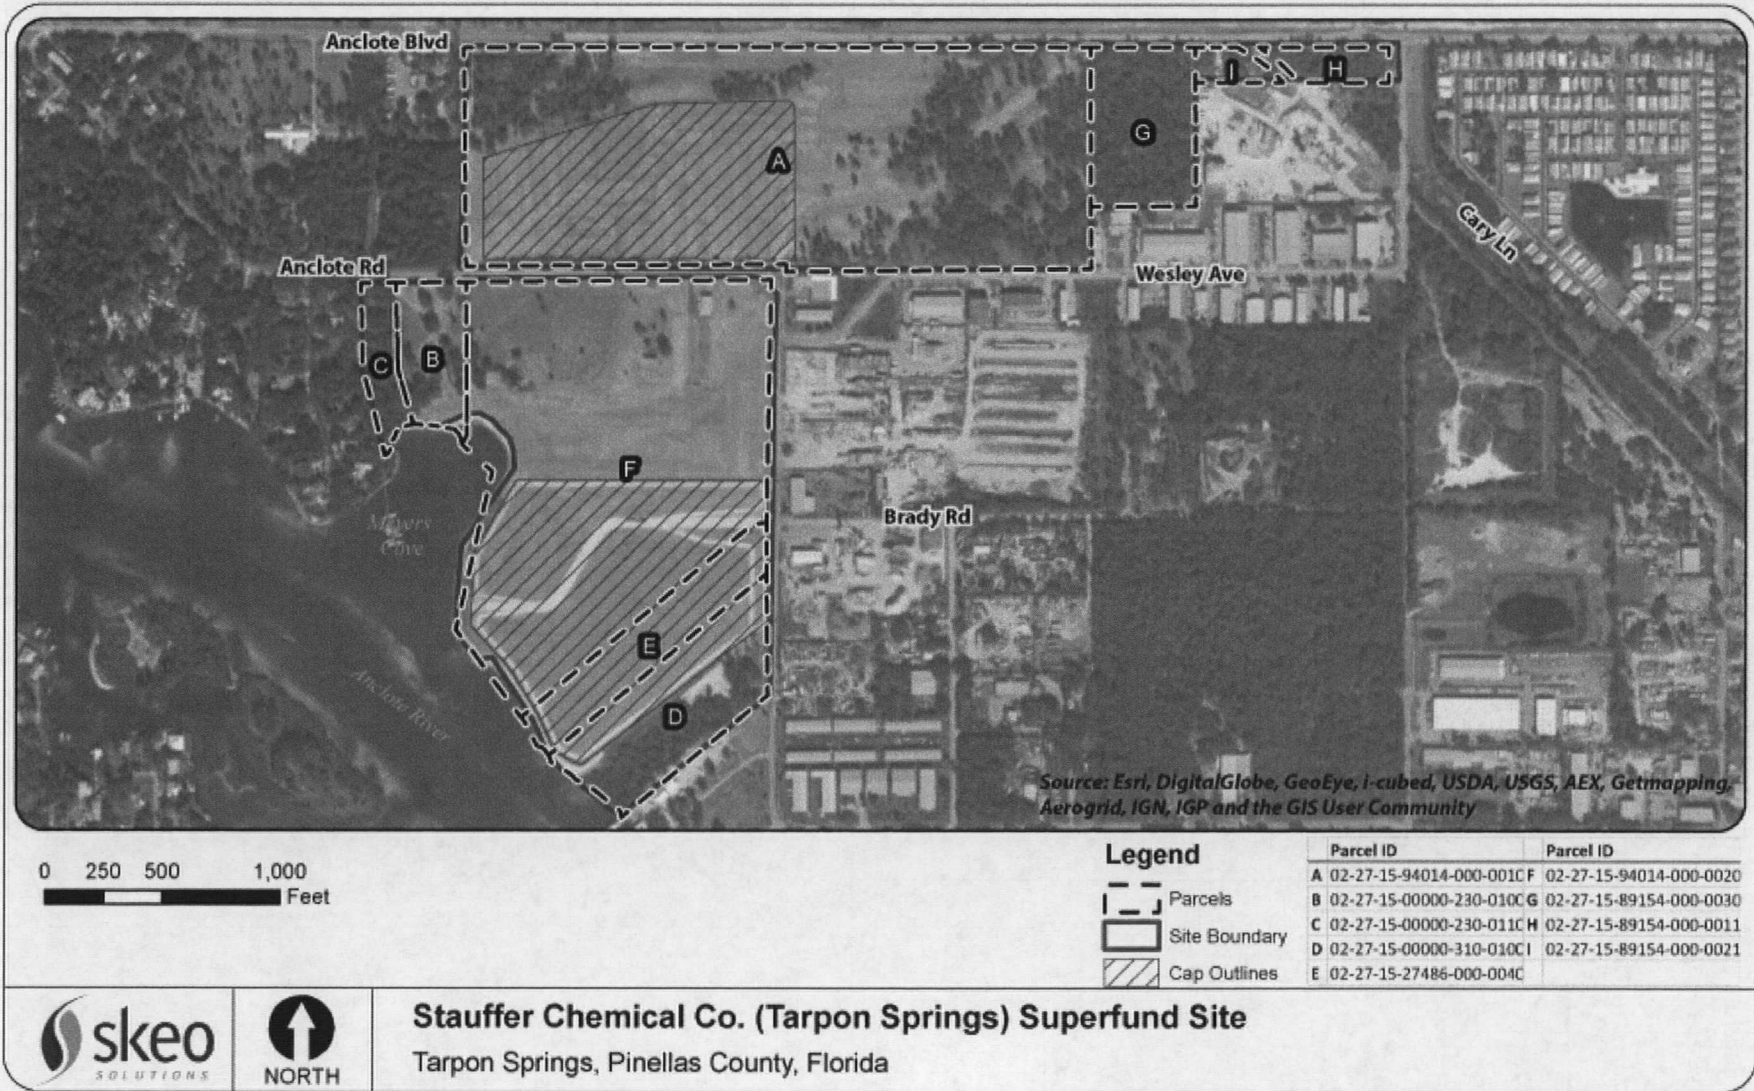 Anclote Blvd
I
H
A
G
Cary Ln
Anclote Rd
Wesley Ave
C
B
F
Brady Rd
Meyers
Cove
E
Anclote River
D
Source: Esri, DigitalGlobe, GeoEye, i-cubed, USDA, USGS, AEX, Getmapping,
Aerogrid, IGN, IGP and the GIS User Community
0 250 500 1,000
Feet
Legend
Parcels
Site Boundary
Cap Outlines
Parcel ID Parcel ID
A 02-27-15-94014-000-001C F 02-27-15-94014-000-0020
B 02-27-15-00000-230-010C G 02-27-15-89154-000-0030
C 02-27-15-00000-230-011C H 02-27-15-89154-000-0011
D 02-27-15-00000-310-010C I 02-27-15-89154-000-0021
E 02-27-15-27486-000-004C
skeo
SOLUTIONS
NORTH
Stauffer Chemical Co. (Tarpon Springs) Superfund Site
Tarpon Springs, Pinellas County, Florida